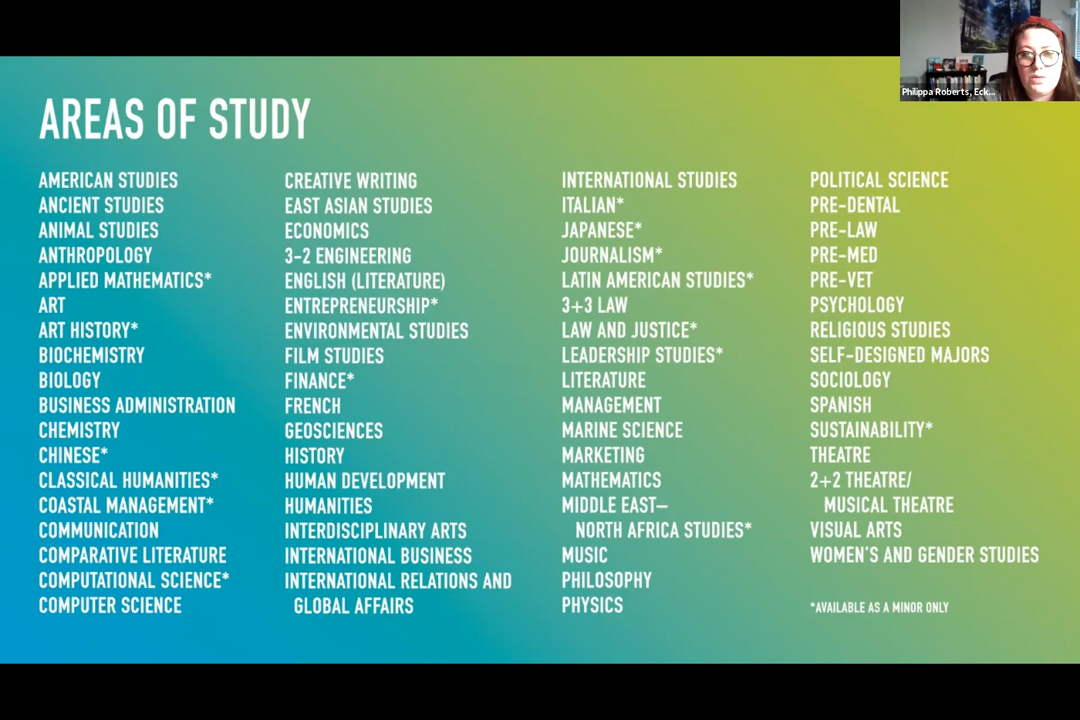 Philippa Roberts, Eck...
AREAS OF STUDY
AMERICAN STUDIES
ANCIENT STUDIES
ANIMAL STUDIES
ANTHROPOLOGY
APPLIED MATHEMATICS*
ART
ART HISTORY*
BIOCHEMISTRY
BIOLOGY
BUSINESS ADMINISTRATION
CHEMISTRY
CHINESE*
CLASSICAL HUMANITIES*
COASTAL MANAGEMENT*
COMMUNICATION
COMPARATIVE LITERATURE
COMPUTATIONAL SCIENCE*
COMPUTER SCIENCE
CREATIVE WRITING
EAST ASIAN STUDIES
ECONOMICS
3-2 ENGINEERING
ENGLISH (LITERATURE)
ENTREPRENEURSHIP*
ENVIRONMENTAL STUDIES
FILM STUDIES
FINANCE*
FRENCH
GEOSCIENCES
HISTORY
HUMAN DEVELOPMENT
HUMANITIES
INTERDISCIPLINARY ARTS
INTERNATIONAL BUSINESS
INTERNATIONAL RELATIONS AND
GLOBAL AFFAIRS
INTERNATIONAL STUDIES
ITALIAN*
JAPANESE*
JOURNALISM*
LATIN AMERICAN STUDIES*
3+3 LAW
LAW AND JUSTICE*
LEADERSHIP STUDIES*
LITERATURE
MANAGEMENT
MARINE SCIENCE
MARKETING
MATHEMATICS
MIDDLE EAST–
NORTH AFRICA STUDIES*
MUSIC
PHILOSOPHY
PHYSICS
POLITICAL SCIENCE
PRE-DENTAL
PRE-LAW
PRE-MED
PRE-VET
PSYCHOLOGY
RELIGIOUS STUDIES
SELF-DESIGNED MAJORS
SOCIOLOGY
SPANISH
SUSTAINABILITY*
THEATRE
2+2 THEATRE/
MUSICAL THEATRE
VISUAL ARTS
WOMEN'S AND GENDER STUDIES
*AVAILABLE AS A MINOR ONLY